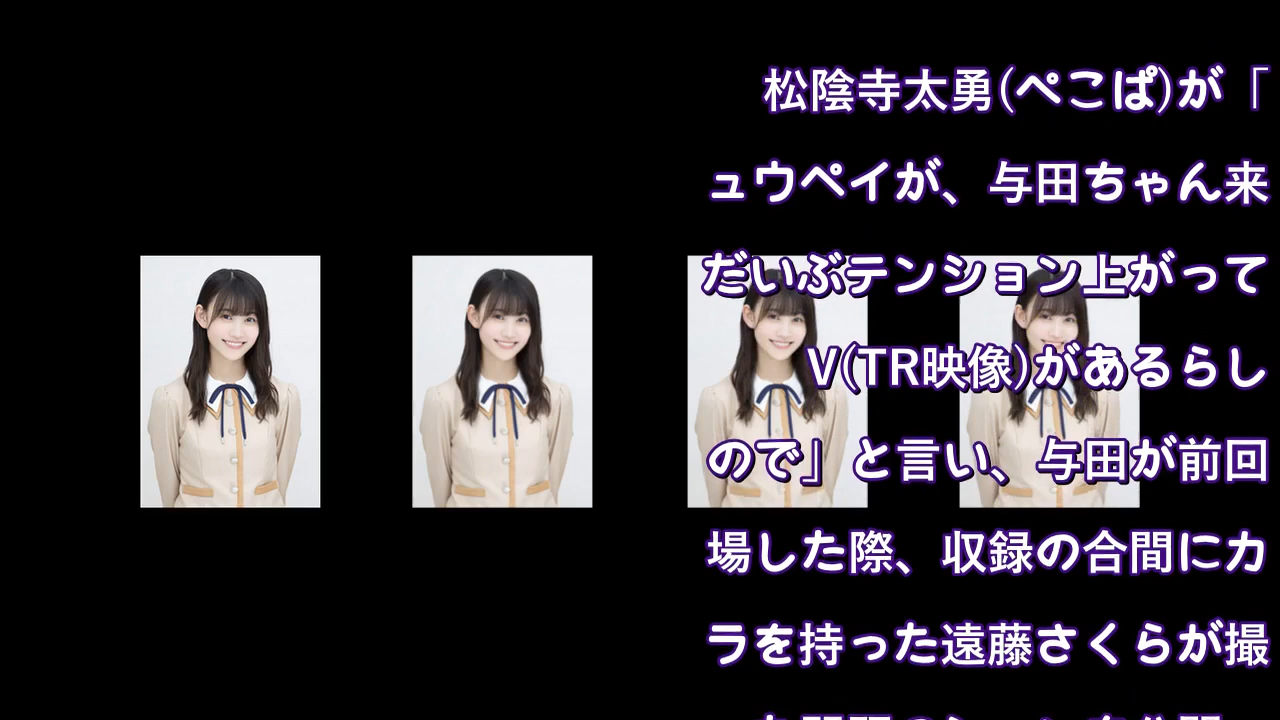 松陰寺太勇(ぺこぱ)が「
ュウペイが、与田ちゃん来
だいぶテンション上がって
V(TR映像)があるらし
ので」と言い、与田が前回
場した際、収録の合間にカ
ラを持った遠藤さくらが撮